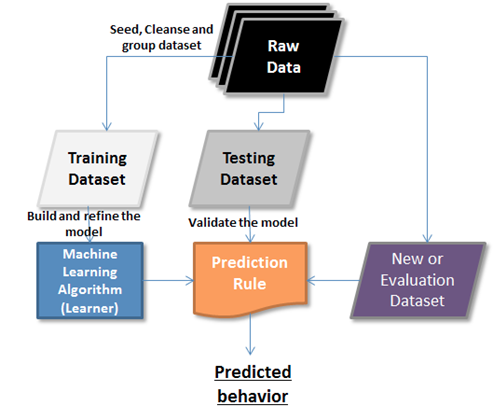 Seed, Cleanse and
group dataset
Raw
Data
Training
Dataset
Testing
Dataset
Build and refine the
model
Validate the model
Machine
Learning
Algorithm
(Learner)
Prediction
Rule
New or
Evaluation
Dataset
Predicted
behavior